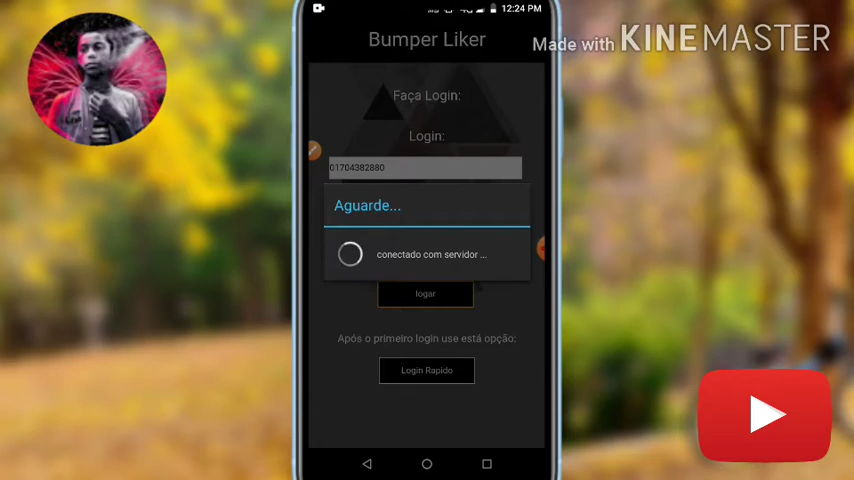 12:24 PM
Bumper Liker
Made with KINEMASTER
Faça Login:
Login:
01704382880
Aguarde...
conectado com servidor ...
logar
Após o primeiro login use está opção:
Login Rapido